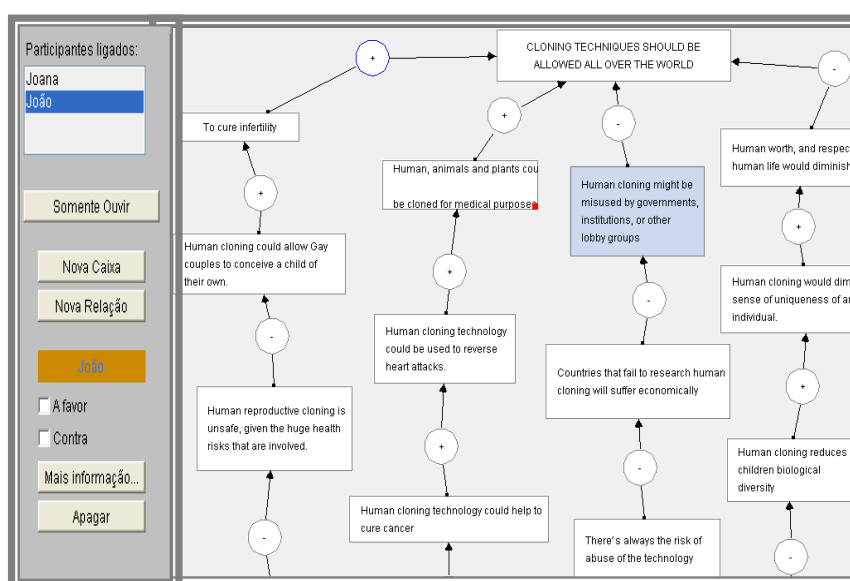 Participantes ligados:
Joana
João
Somente Ouvir
Nova Caixa
Nova Relação
João
A favor
Contra
Mais informação...
Apagar
CLONING TECHNIQUES SHOULD BE
ALLOWED ALL OVER THE WORLD
+
-
To cure infertility
+
-
Human, animals and plants cou
be cloned for medical purposes
Human cloning might be
misused by governments,
institutions, or other
lobby groups
Human worth, and respec
human life would diminish
+
+
Human cloning could allow Gay
couples to conceive a child of
their own.
+
-
Human cloning would dim
sense of uniqueness of an
individual.
-
Human cloning technology
could be used to reverse
heart attacks.
Countries that fail to research human
cloning will suffer economically
+
Human reproductive cloning is
unsafe, given the huge health
risks that are involved.
+
-
Human cloning reduces
children biological
diversity
-
Human cloning technology could help to
cure cancer
There's always the risk of
abuse of the technology
-